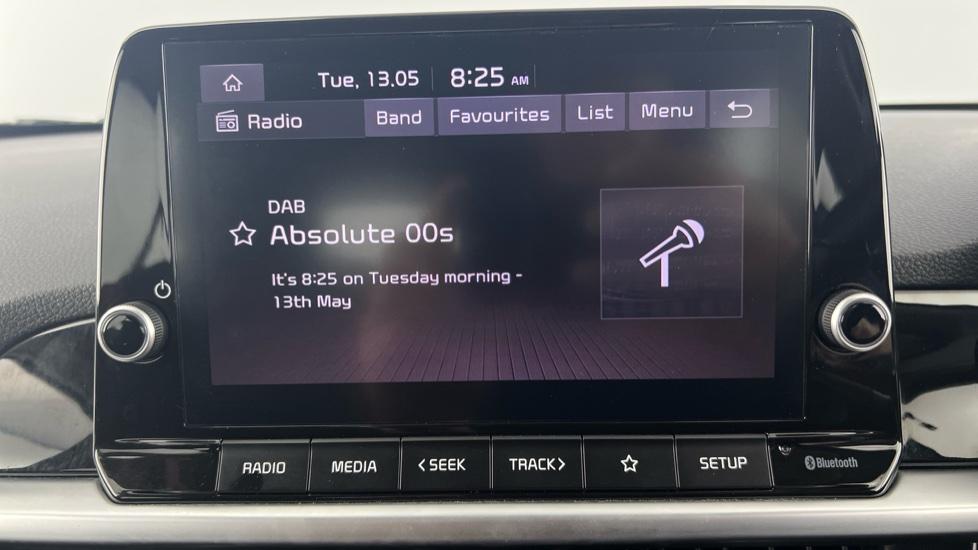 Tue, 13.05 8:25 AM
Radio Band Favourites List Menu
DAB
Absolute 00s
It's 8:25 on Tuesday morning -
13th May
RADIO MEDIA <SEEK TRACK> SETUP Bluetooth